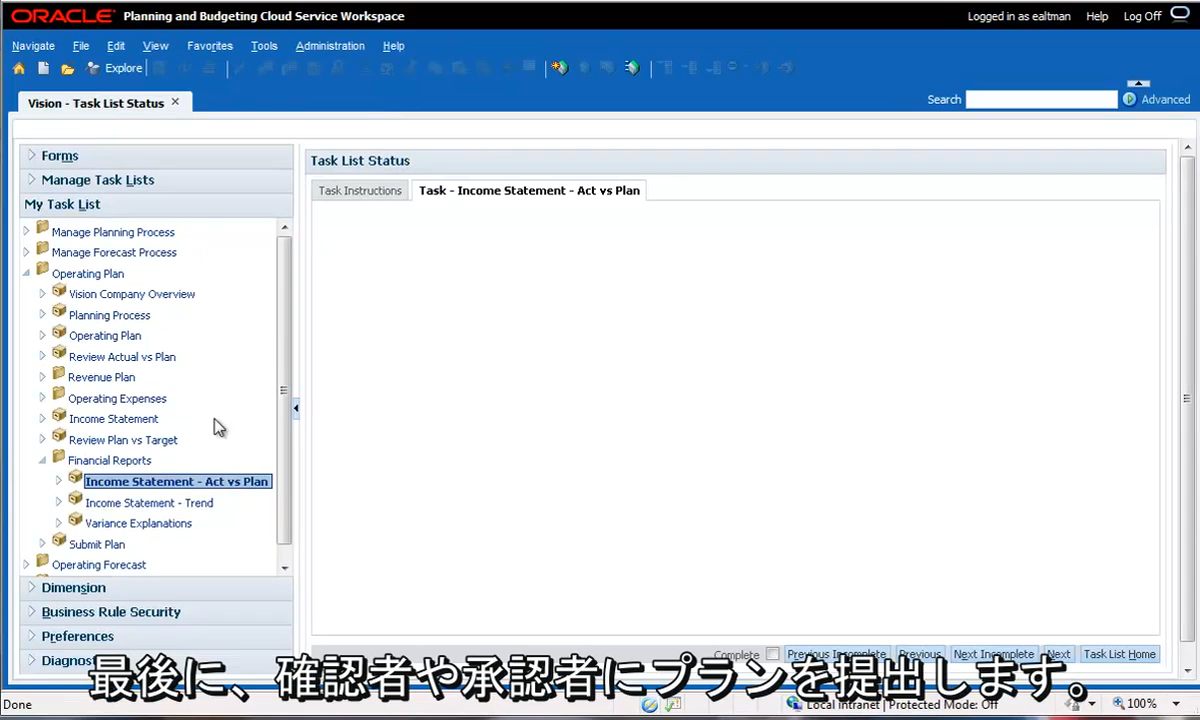 ORACLE Planning and Budgeting Cloud Service Workspace
Logged in as ealtman Help Log Off
Navigate File Edit View Favorites Tools Administration Help
Explore
Vision - Task List Status
Search Advanced
Forms
Manage Task Lists
My Task List
Manage Planning Process
Manage Forecast Process
Operating Plan
Vision Company Overview
Planning Process
Operating Plan
Review Actual vs Plan
Revenue Plan
Operating Expenses
Income Statement
Review Plan vs Target
Financial Reports
Income Statement - Act vs Plan
Income Statement - Trend
Variance Explanations
Submit Plan
Operating Forecast
Dimension
Business Rule Security
Preferences
Task List Status
Task Instructions Task - Income Statement - Act vs Plan
Complete Previous Incomplete Previous Next Incomplete Next Task List Home
最後に、確認者や承認者にプランを提出します。
Done
Local intranet | Protected Mode: Off
100%